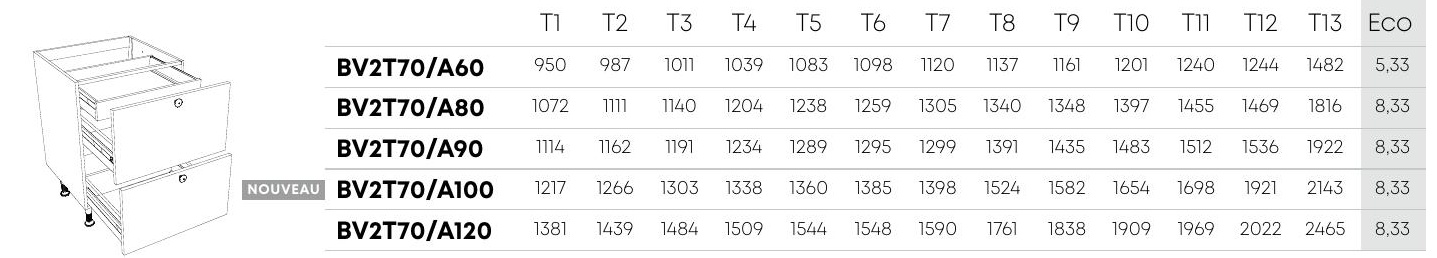 T1 T2 T3 T4 T5 T6 T7 T8 T9 T10 T11 T12 T13 Eco
BV2T70/A60 950 987 1011 1039 1083 1098 1120 1137 1161 1201 1240 1244 1482 5,33
BV2T70/A80 1072 1111 1140 1204 1238 1259 1305 1340 1348 1397 1455 1469 1816 8,33
BV2T70/A90 1114 1162 1191 1234 1289 1295 1299 1391 1435 1483 1512 1536 1922 8,33
NOUVEAU BV2T70/A100 1217 1266 1303 1338 1360 1385 1398 1524 1582 1654 1698 1921 2143 8,33
BV2T70/A120 1381 1439 1484 1509 1544 1548 1590 1761 1838 1909 1969 2022 2465 8,33